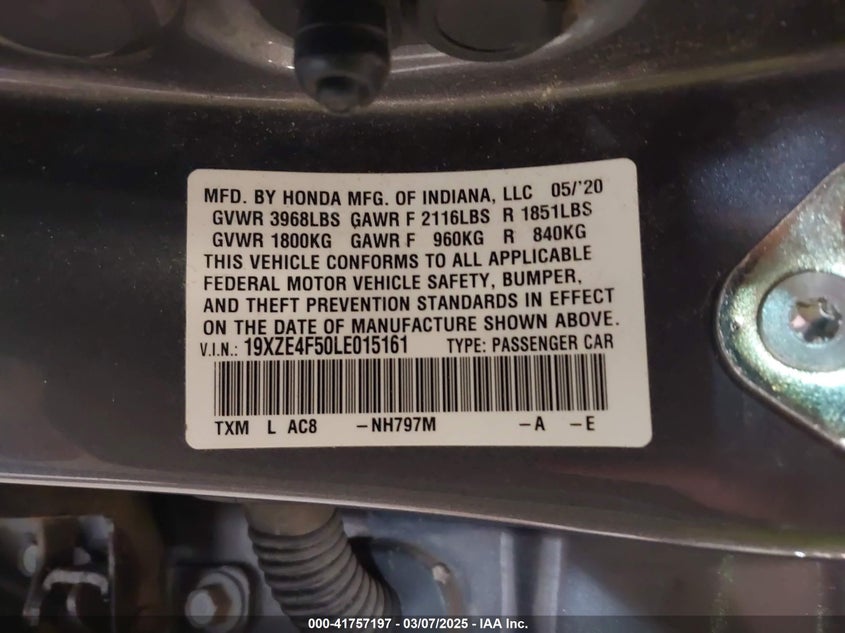 MFD. BY HONDA MFG. OF INDIANA, LLC 05/'20
GVWR 3968LBS GAWR F 2116LBS R 1851LBS
GVWR 1800KG GAWR F 960KG R 840KG
THIS VEHICLE CONFORMS TO ALL APPLICABLE
FEDERAL MOTOR VEHICLE SAFETY, BUMPER,
AND THEFT PREVENTION STANDARDS IN EFFECT
ON THE DATE OF MANUFACTURE SHOWN ABOVE.
V.I.N.: 19XZE4F50LE015161 TYPE: PASSENGER CAR
TXM L AC8 –NH797M –A –E
000-41757197 - 03/07/2025 - IAA Inc.